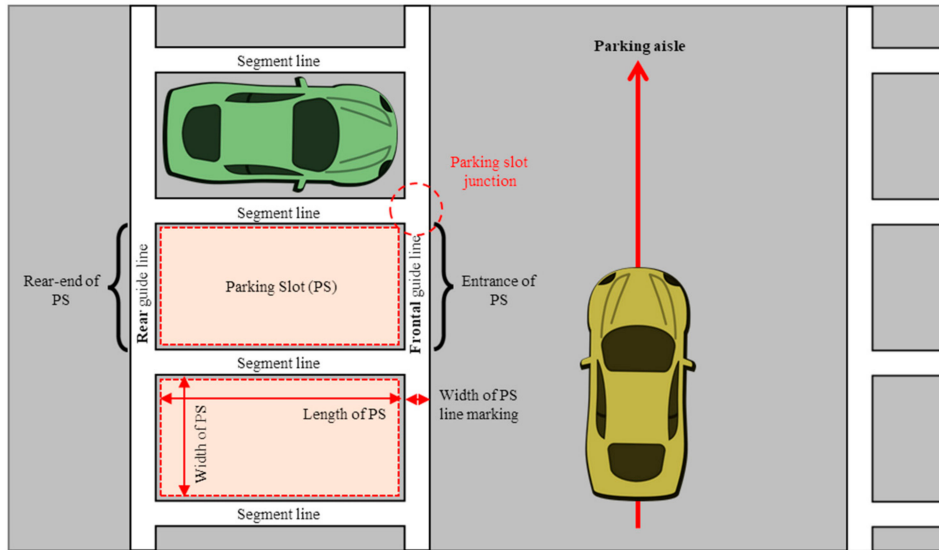 Segment line
Parking aisle
Parking slot
junction
Segment line
Rear-end of
PS
Rear guide line
Parking Slot (PS)
Frontal guide line
Entrance of
PS
Segment line
Width of PS
Length of PS
Width of PS
line marking
Segment line